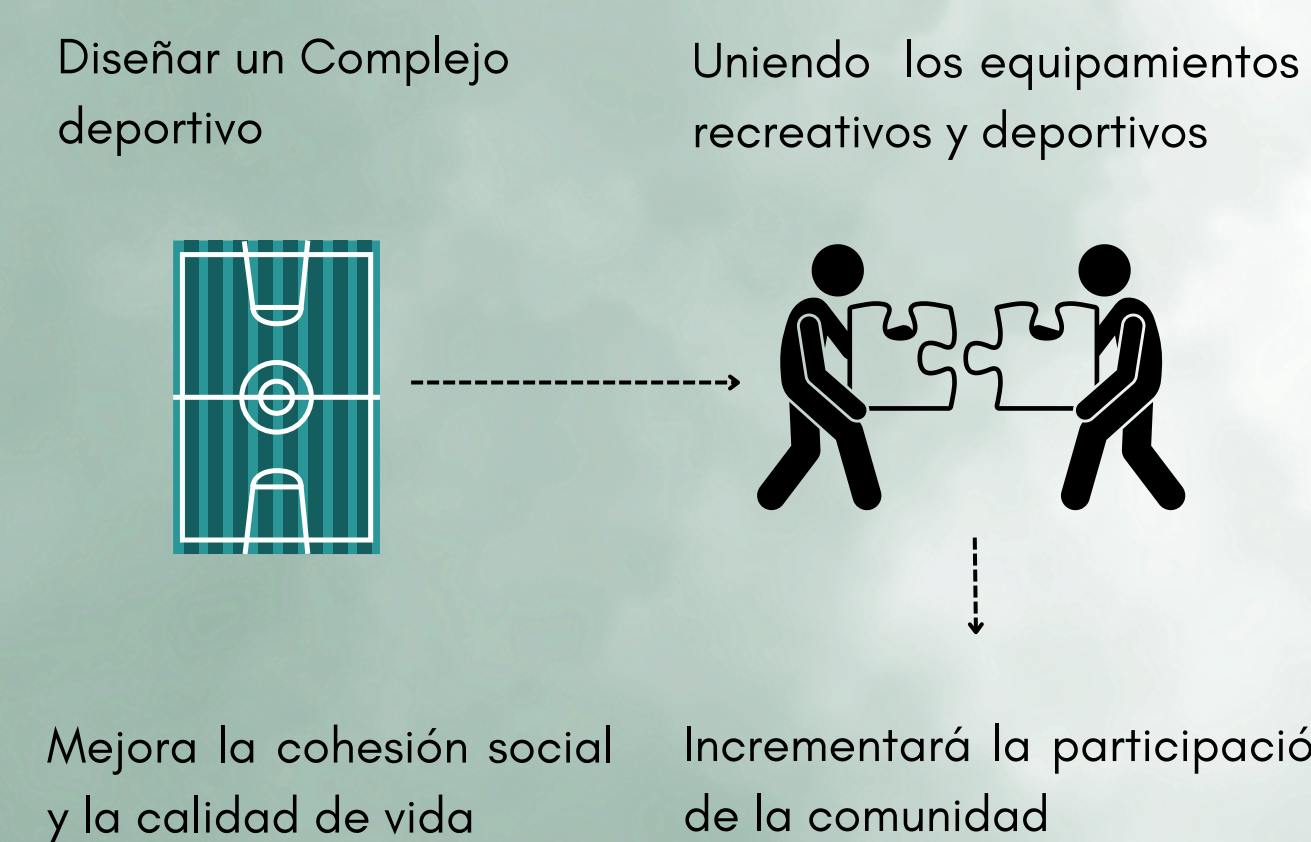 Diseñar un Complejo
deportivo
Uniendo los equipamientos
recreativos y deportivos
Mejora la cohesión social
y la calidad de vida
Incrementará la participació
de la comunidad